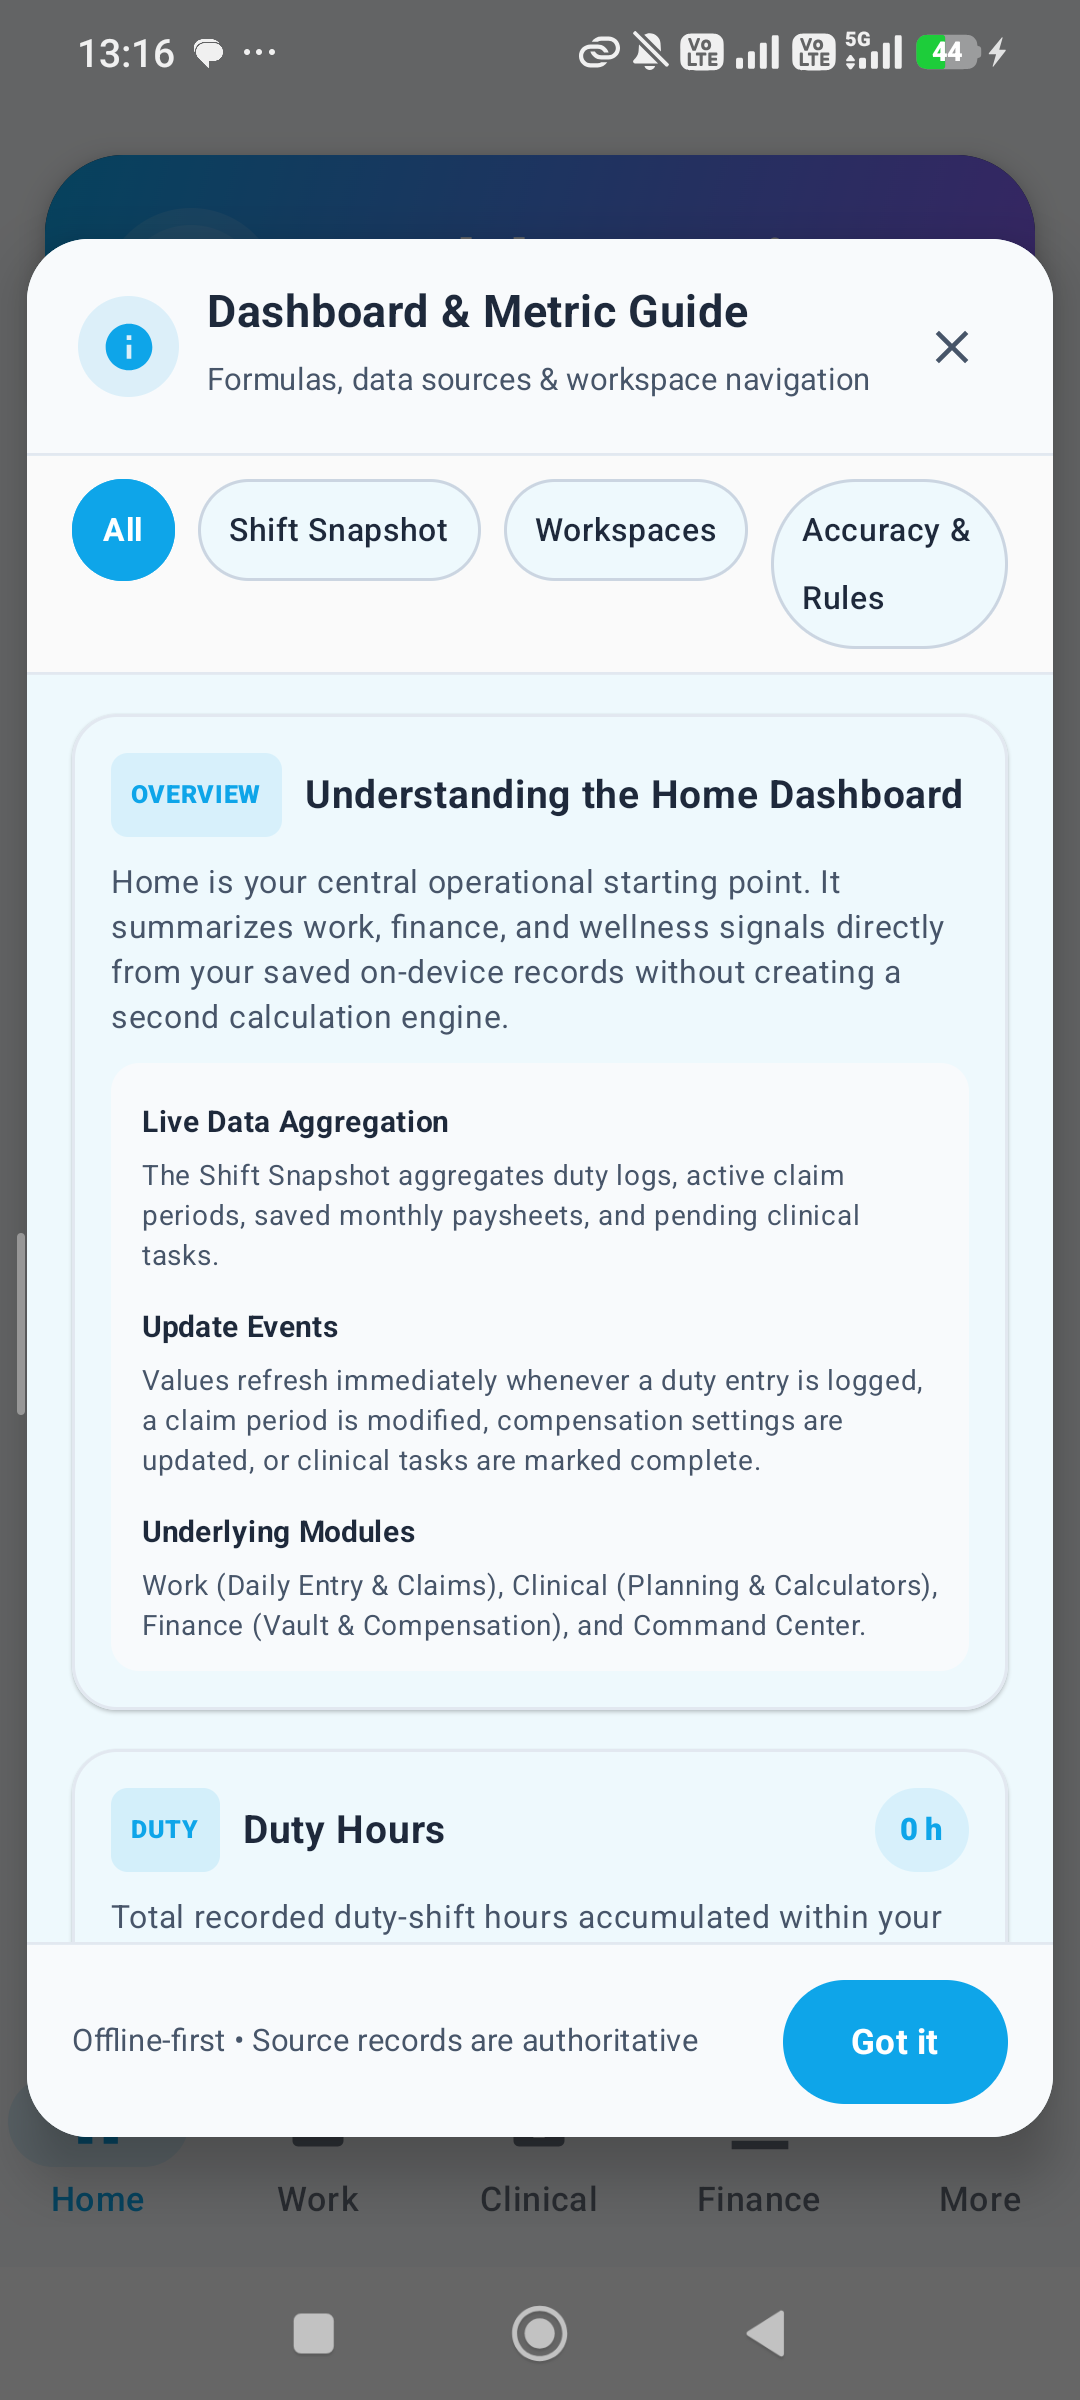 13:16
Vo LTE
Vo LTE
5G
44
Dashboard & Metric Guide
Formulas, data sources & workspace navigation
All
Shift Snapshot
Workspaces
Accuracy &
Rules
OVERVIEW
Understanding the Home Dashboard
Home is your central operational starting point. It
summarizes work, finance, and wellness signals directly
from your saved on-device records without creating a
second calculation engine.
Live Data Aggregation
The Shift Snapshot aggregates duty logs, active claim
periods, saved monthly paysheets, and pending clinical
tasks.
Update Events
Values refresh immediately whenever a duty entry is logged,
a claim period is modified, compensation settings are
updated, or clinical tasks are marked complete.
Underlying Modules
Work (Daily Entry & Claims), Clinical (Planning & Calculators),
Finance (Vault & Compensation), and Command Center.
DUTY
Duty Hours
0 h
Total recorded duty-shift hours accumulated within your
Offline-first • Source records are authoritative
Got it
Home
Work
Clinical
Finance
More